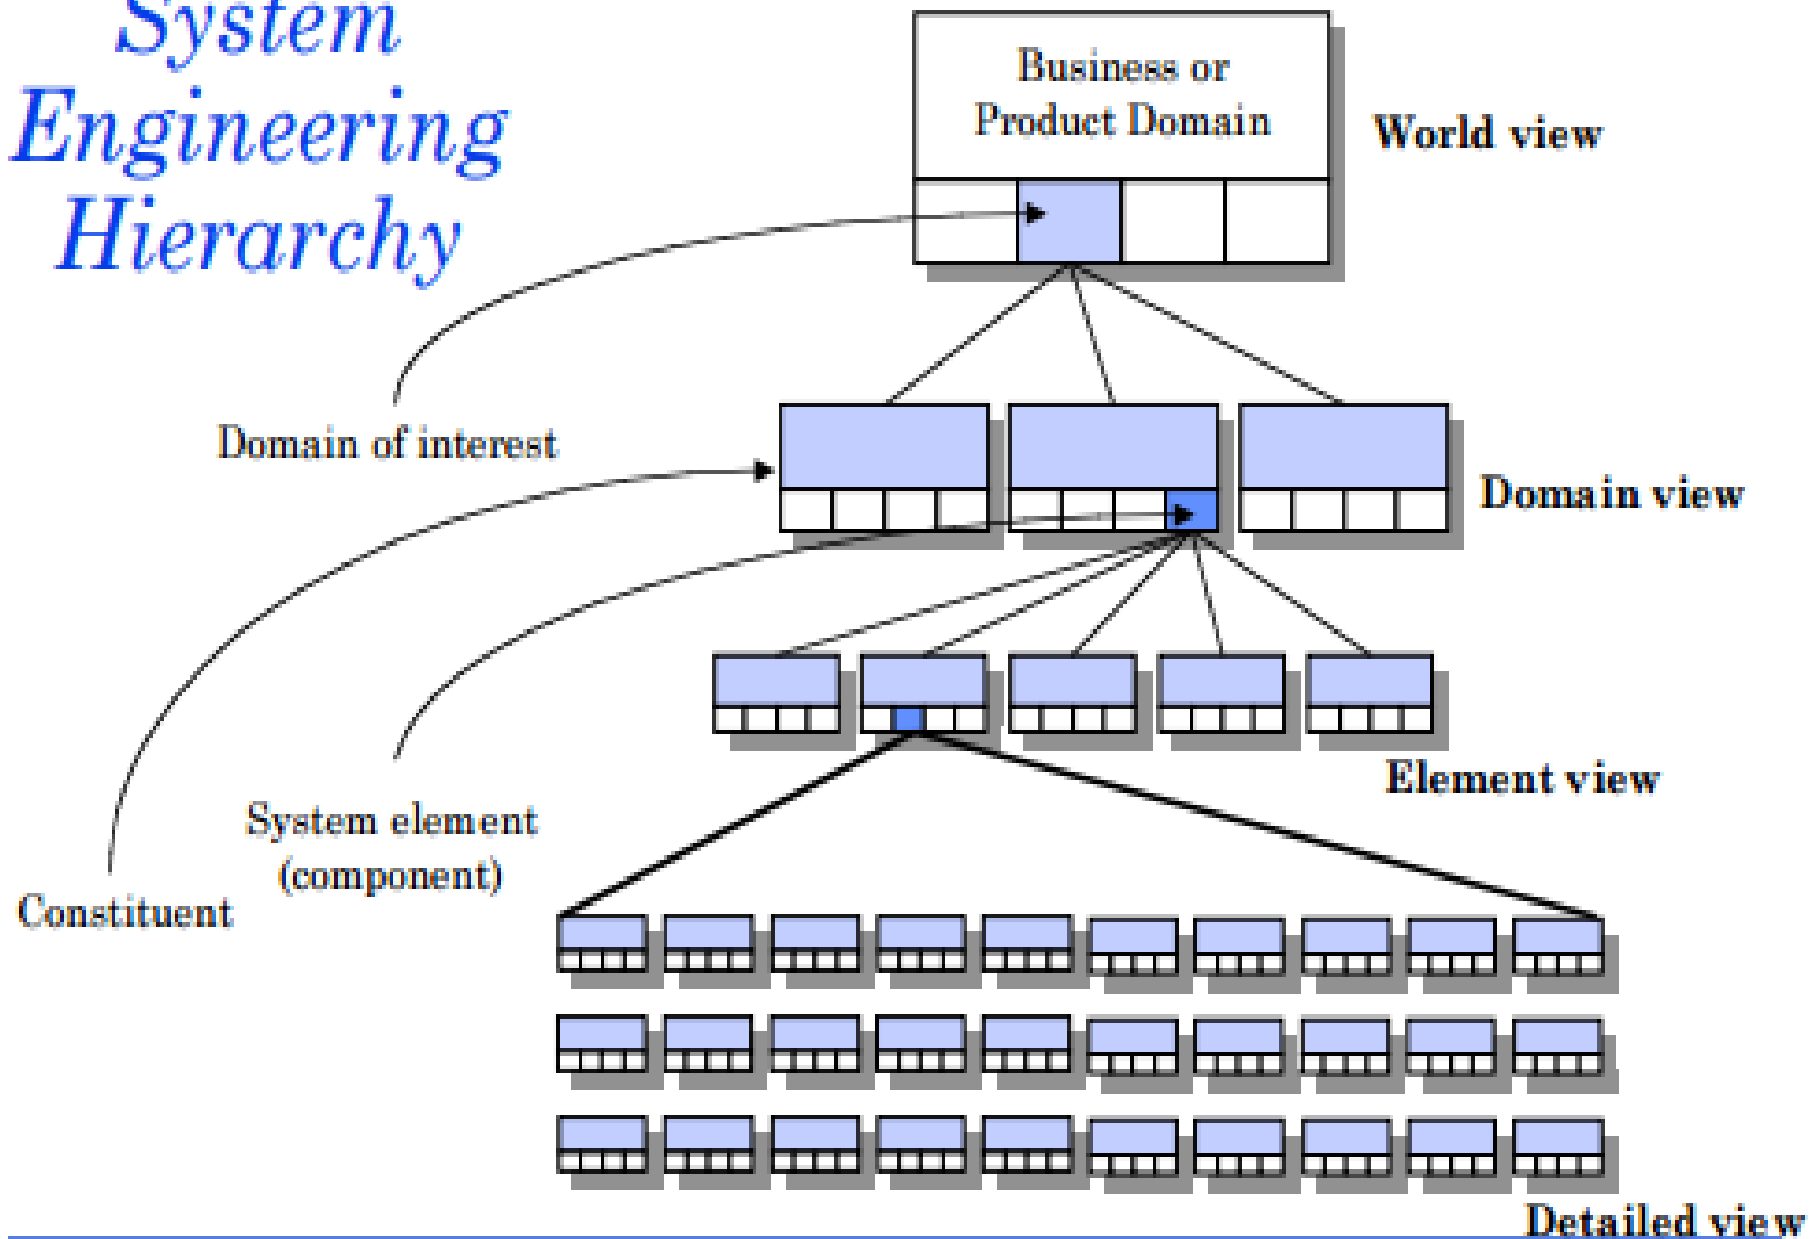 System
Engineering
Hierarchy
Business or
Product Domain
World view
Domain of interest
Domain view
Element view
System element
(component)
Constituent
Detailed view